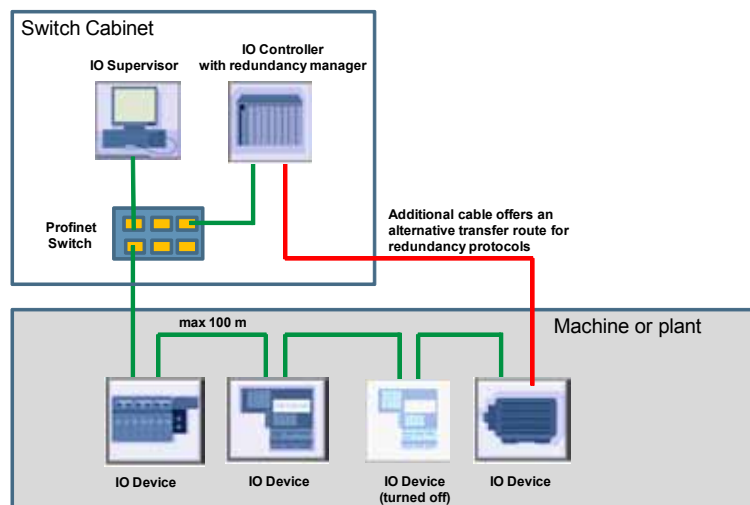 Switch Cabinet
IO Supervisor
IO Controller
with redundancy manager
Profinet
Switch
Additional cable offers an
alternative transfer route for
redundancy protocols
max 100 m
Machine or plant
IO Device
IO Device
IO Device
(turned off)
IO Device